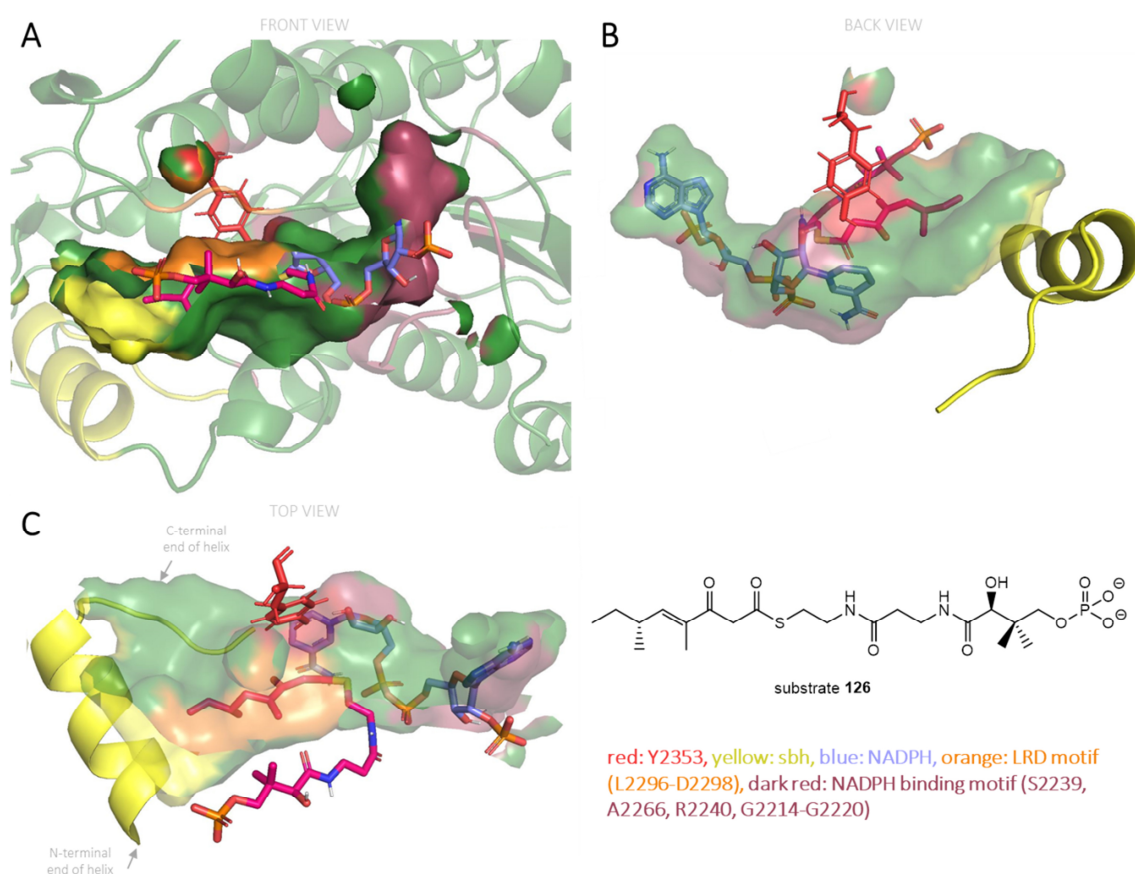 A
FRONT VIEW
B
BACK VIEW
C
TOP VIEW
C-terminal
end of helix
N-terminal
end of helix
O
O
S
H
N
O
H
N
O
OH
O
O
P
O
⊖
O
⊖
substrate 126
red: Y2353, yellow: sbh, blue: NADPH, orange: LRD motif
(L2296-D2298), dark red: NADPH binding motif (S2239,
A2266, R2240, G2214-G2220)